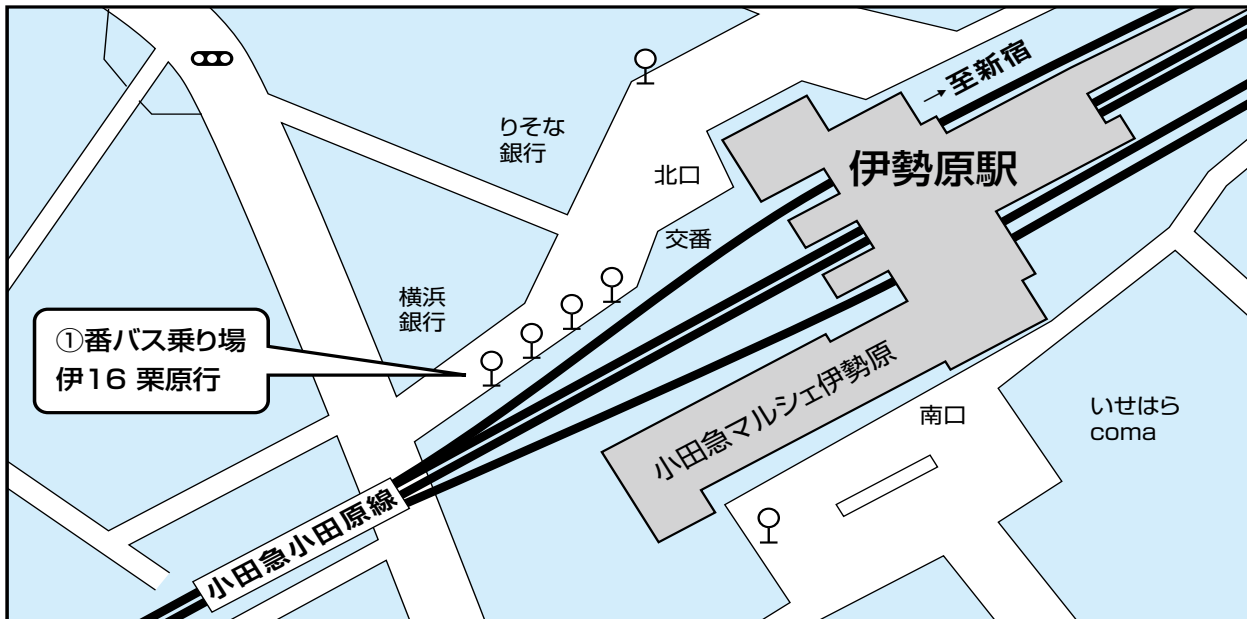 →至新宿
りそな
銀行
北口
伊勢原駅
交番
横浜
銀行
①番バス乗り場
伊16 栗原行
小田急マルシェ伊勢原
南口
いせはら
coma
小田急小田原線